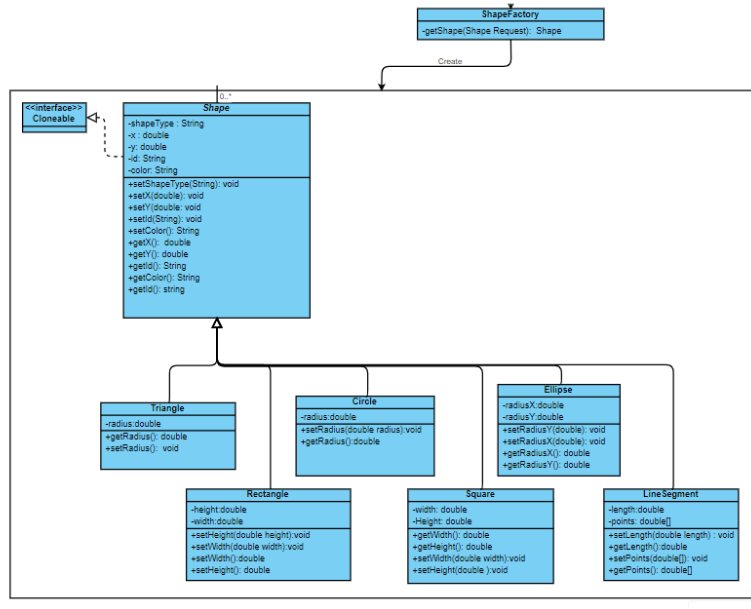 ShapeFactory
-getShape(Shape Request): Shape
Create
0..*
<<interface>>
Cloneable
Shape
-shapeType : String
-x : double
-y: double
-id: String
-color: String
+setShapeType(String): void
+setX(double): void
+setY(double: void
+setId(String): void
+setColor(): String
+getX(): double
+getY(): double
+getId(): String
+getColor(): String
+getId(): string
Triangle
-radius:double
+getRadius(): double
+setRadius(): void
Circle
-radius:double
+setRadius(double radius):void
+getRadius():double
Ellipse
-radiusX:double
-radiusY:double
+setRadiusY(double): void
+setRadiusX(double): void
+getRadiusX(): double
+getRadiusY(): double
Rectangle
-height:double
-width:double
+setHeight(double height):void
+setWidth(double width):void
+setWidth():double
+setHeight(): double
Square
-width: double
-Height: double
+getWidth(): double
+getHeight(): double
+setWidth(double width):void
+setHeight(double ):void
LineSegment
-length:double
-points: double[]
+setLength(double length) : void
+getLength():double
+setPoints(double[]): void
+getPoints(): double[]